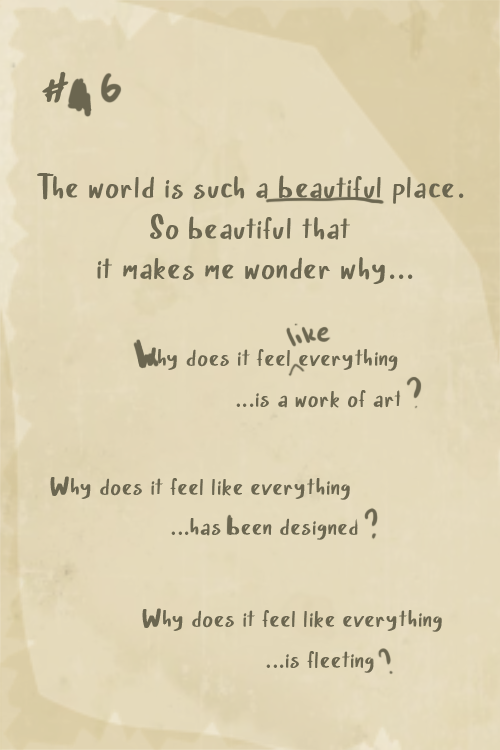 #6
The world is such a beautiful place.
So beautiful that
it makes me wonder why...
Why does it feel like everything
...is a work of art?
Why does it feel like everything
...has been designed?
Why does it feel like everything
...is fleeting?